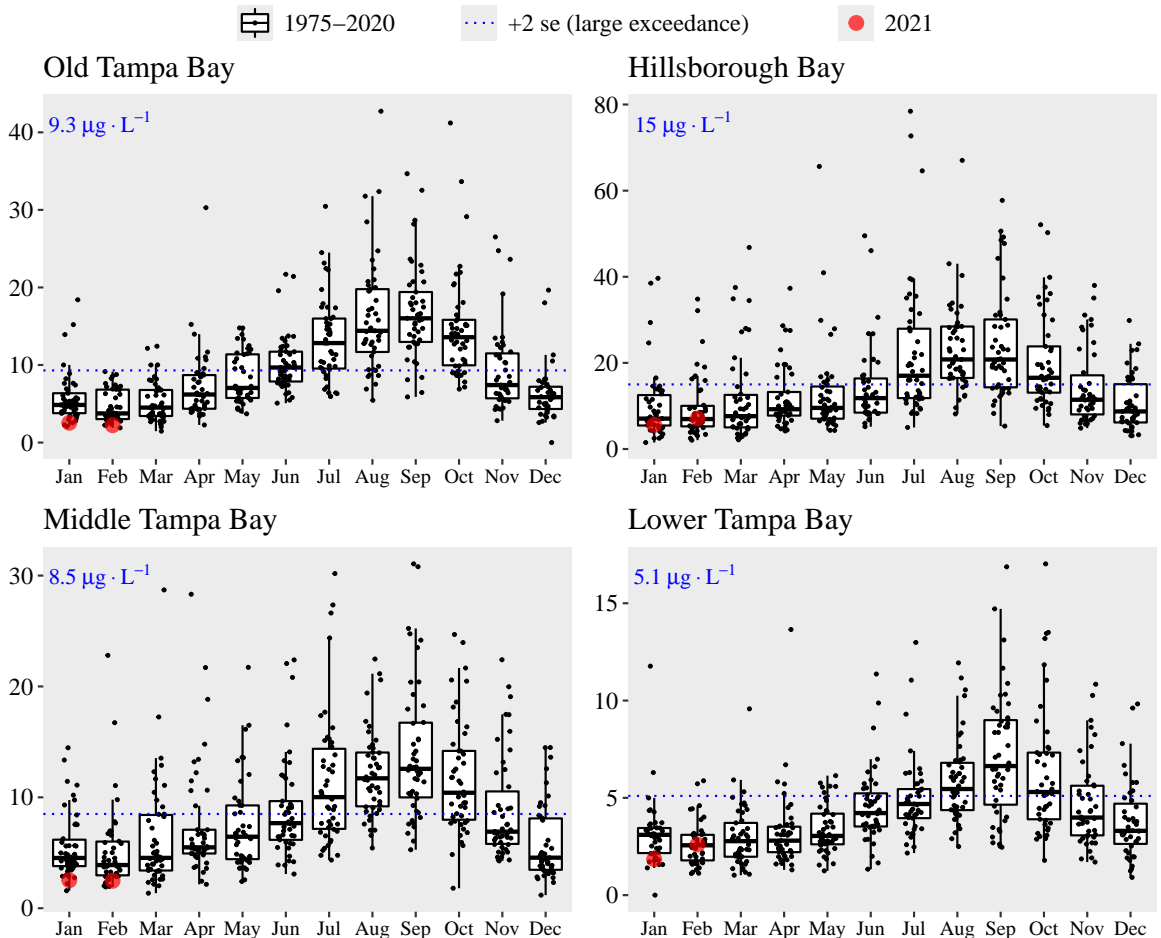 1975–2020 +2 se (large exceedance) 2021
Old Tampa Bay
9.3 µg · L⁻¹
40
30
20
10
0
Jan Feb Mar Apr May Jun Jul Aug Sep Oct Nov Dec
Hillsborough Bay
15 µg · L⁻¹
80
60
40
20
0
Jan Feb Mar Apr May Jun Jul Aug Sep Oct Nov Dec
Middle Tampa Bay
8.5 µg · L⁻¹
30
20
10
0
Jan Feb Mar Apr May Jun Jul Aug Sep Oct Nov Dec
Lower Tampa Bay
5.1 µg · L⁻¹
15
10
5
0
Jan Feb Mar Apr May Jun Jul Aug Sep Oct Nov Dec